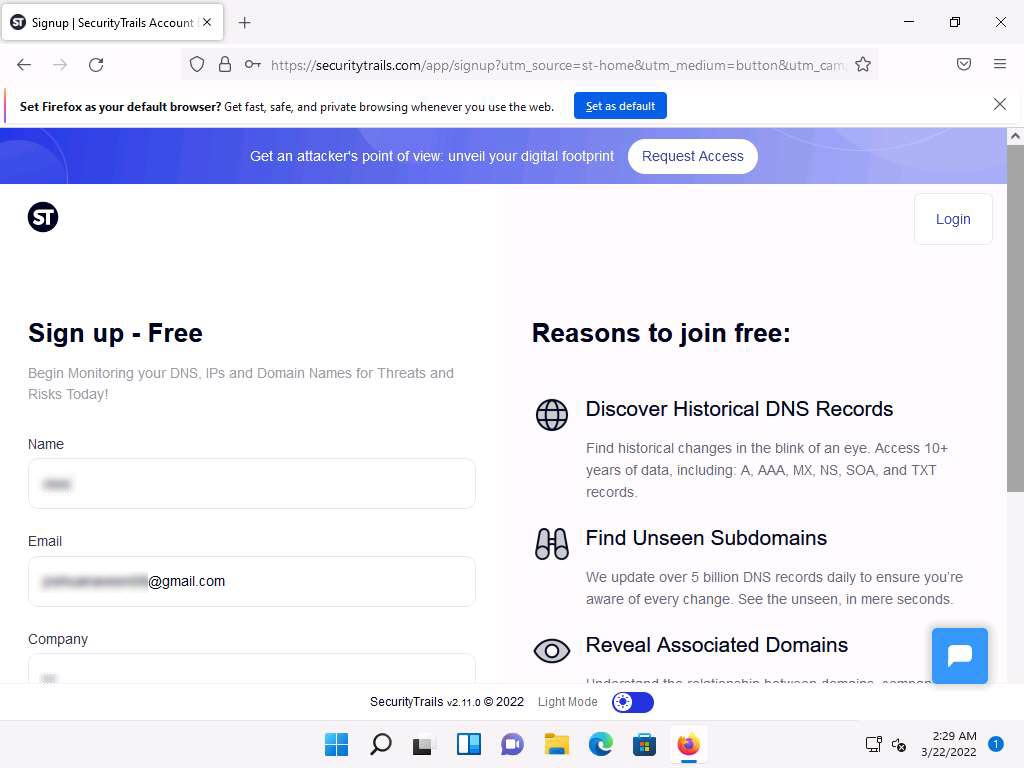 ST Signup | SecurityTrails Account
https://securitytrails.com/app/signup?utm_source=st-home&utm_medium=button&utm_cam
Set Firefox as your default browser? Get fast, safe, and private browsing whenever you use the web. Set as default
Get an attacker's point of view: unveil your digital footprint Request Access
ST
Login
Sign up - Free
Begin Monitoring your DNS, IPs and Domain Names for Threats and
Risks Today!
Name
Email
@gmail.com
Company
Reasons to join free:
Discover Historical DNS Records
Find historical changes in the blink of an eye. Access 10+
years of data, including: A, AAA, MX, NS, SOA, and TXT
records.
Find Unseen Subdomains
We update over 5 billion DNS records daily to ensure you're
aware of every change. See the unseen, in mere seconds.
Reveal Associated Domains
Understand the relationship between domains,
SecurityTrails v2.11.0 © 2022 Light Mode
2:29 AM
3/22/2022
1